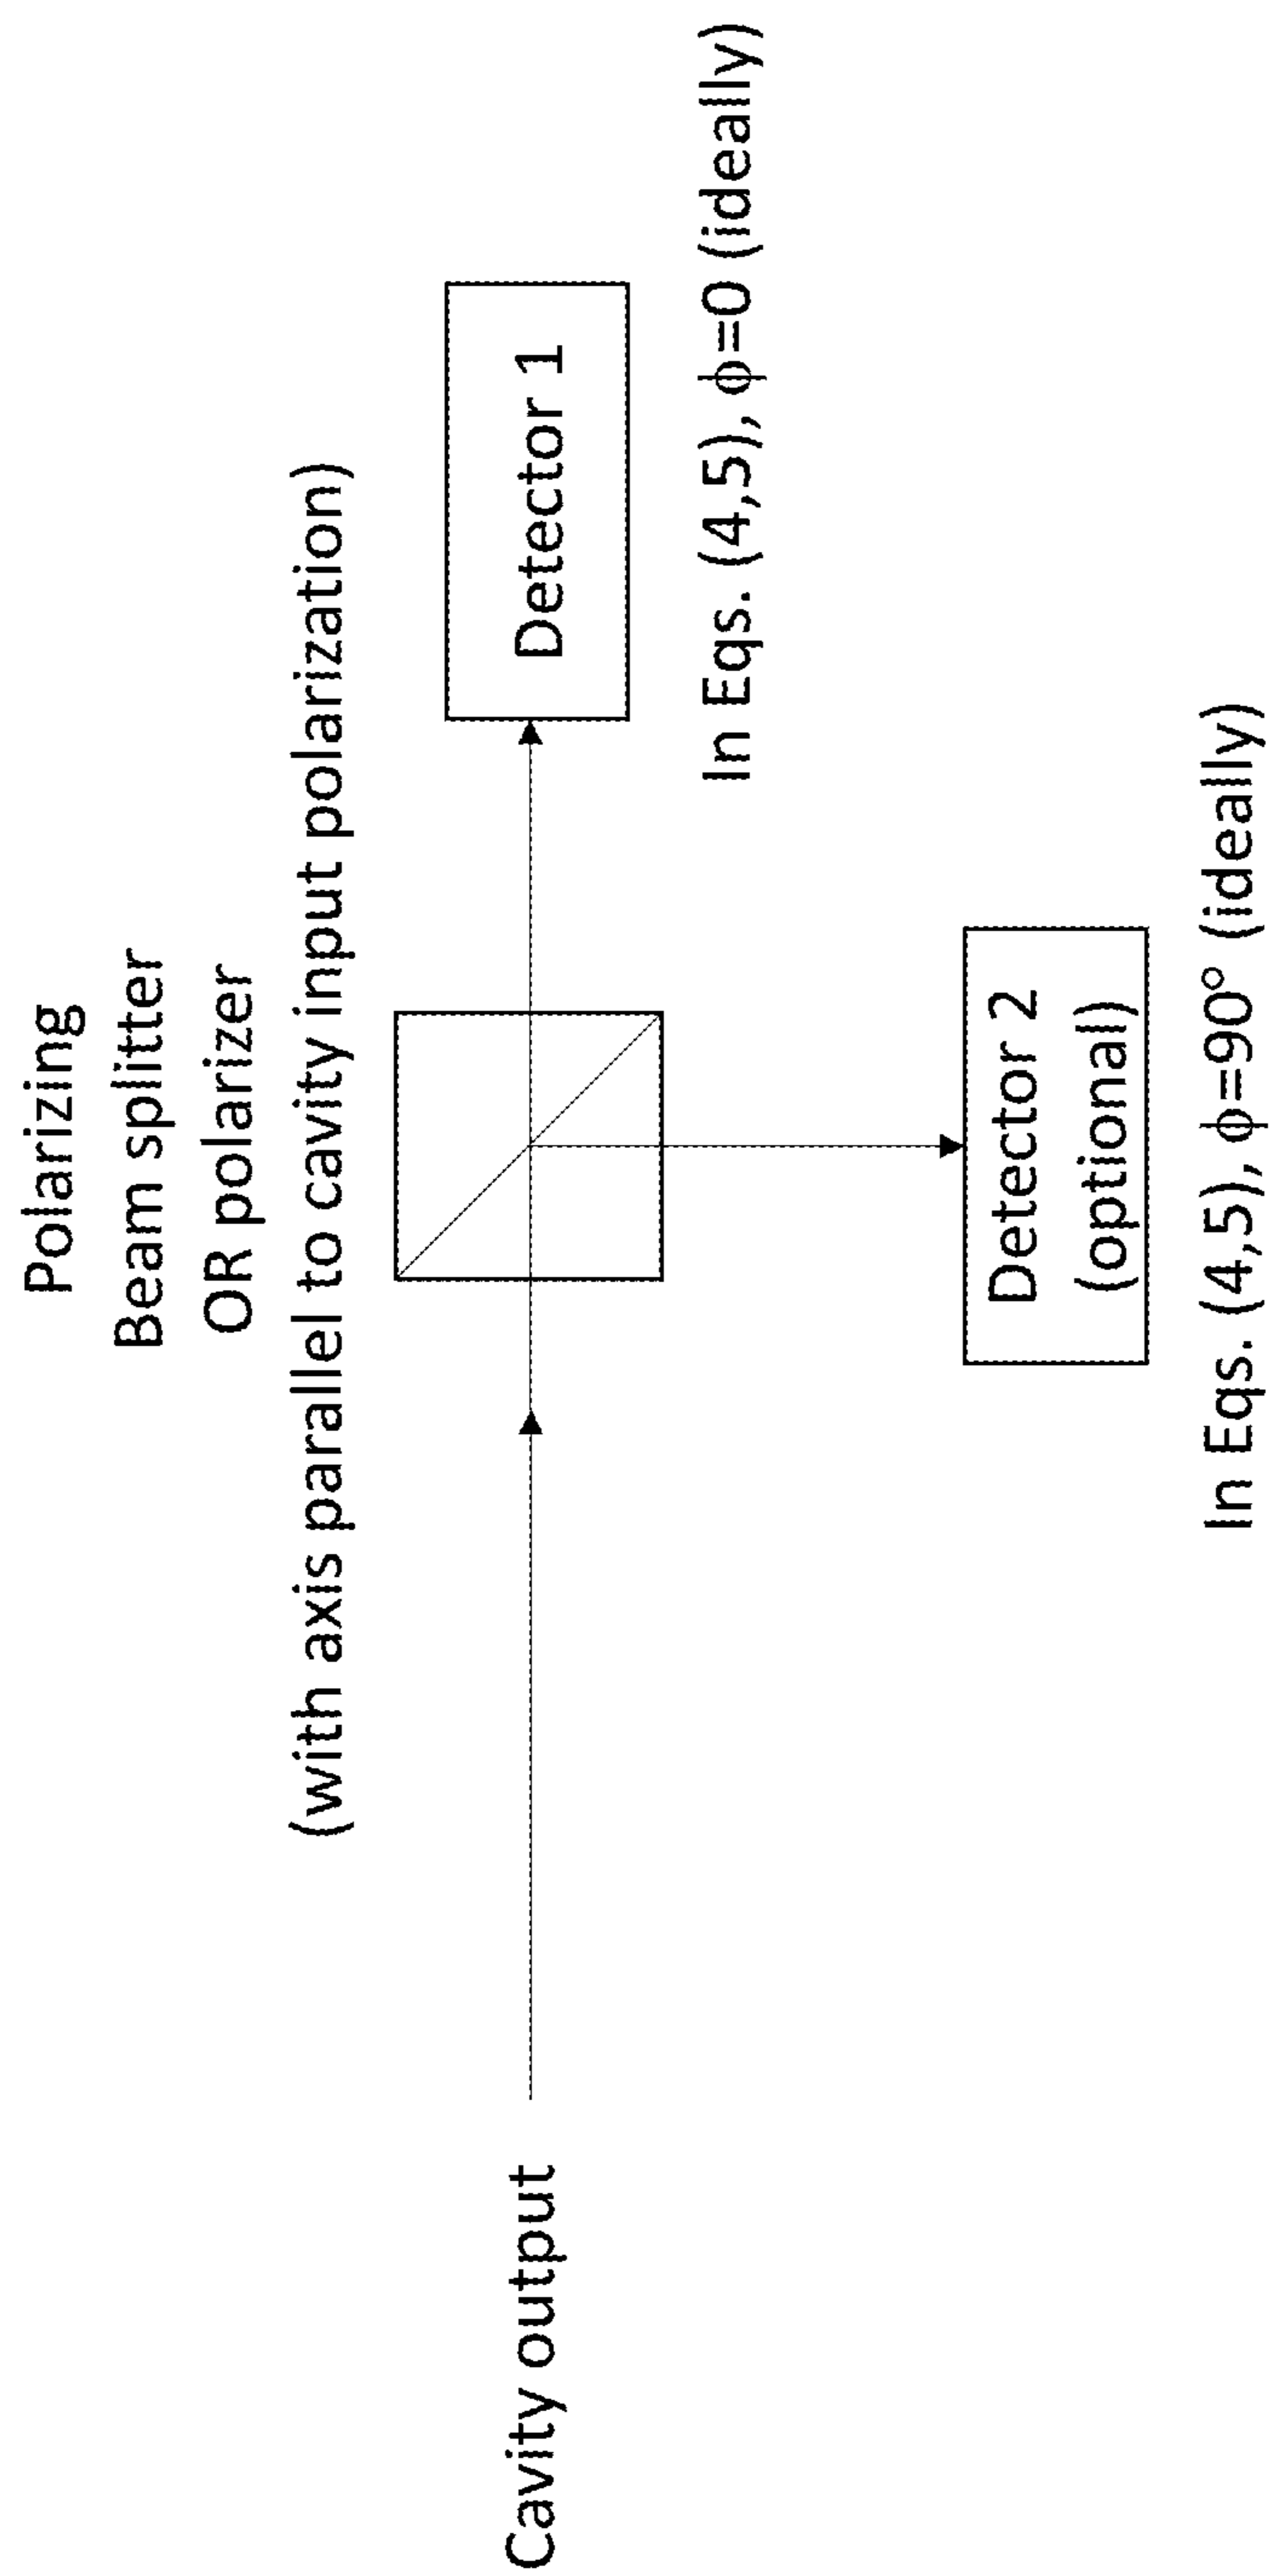 Polarizing
Beam splitter
OR polarizer
(with axis parallel to cavity input polarization)
Cavity output
Detector 1
In Eqs. (4,5), ϕ=0 (ideally)
Detector 2
(optional)
In Eqs. (4,5), ϕ=90° (ideally)